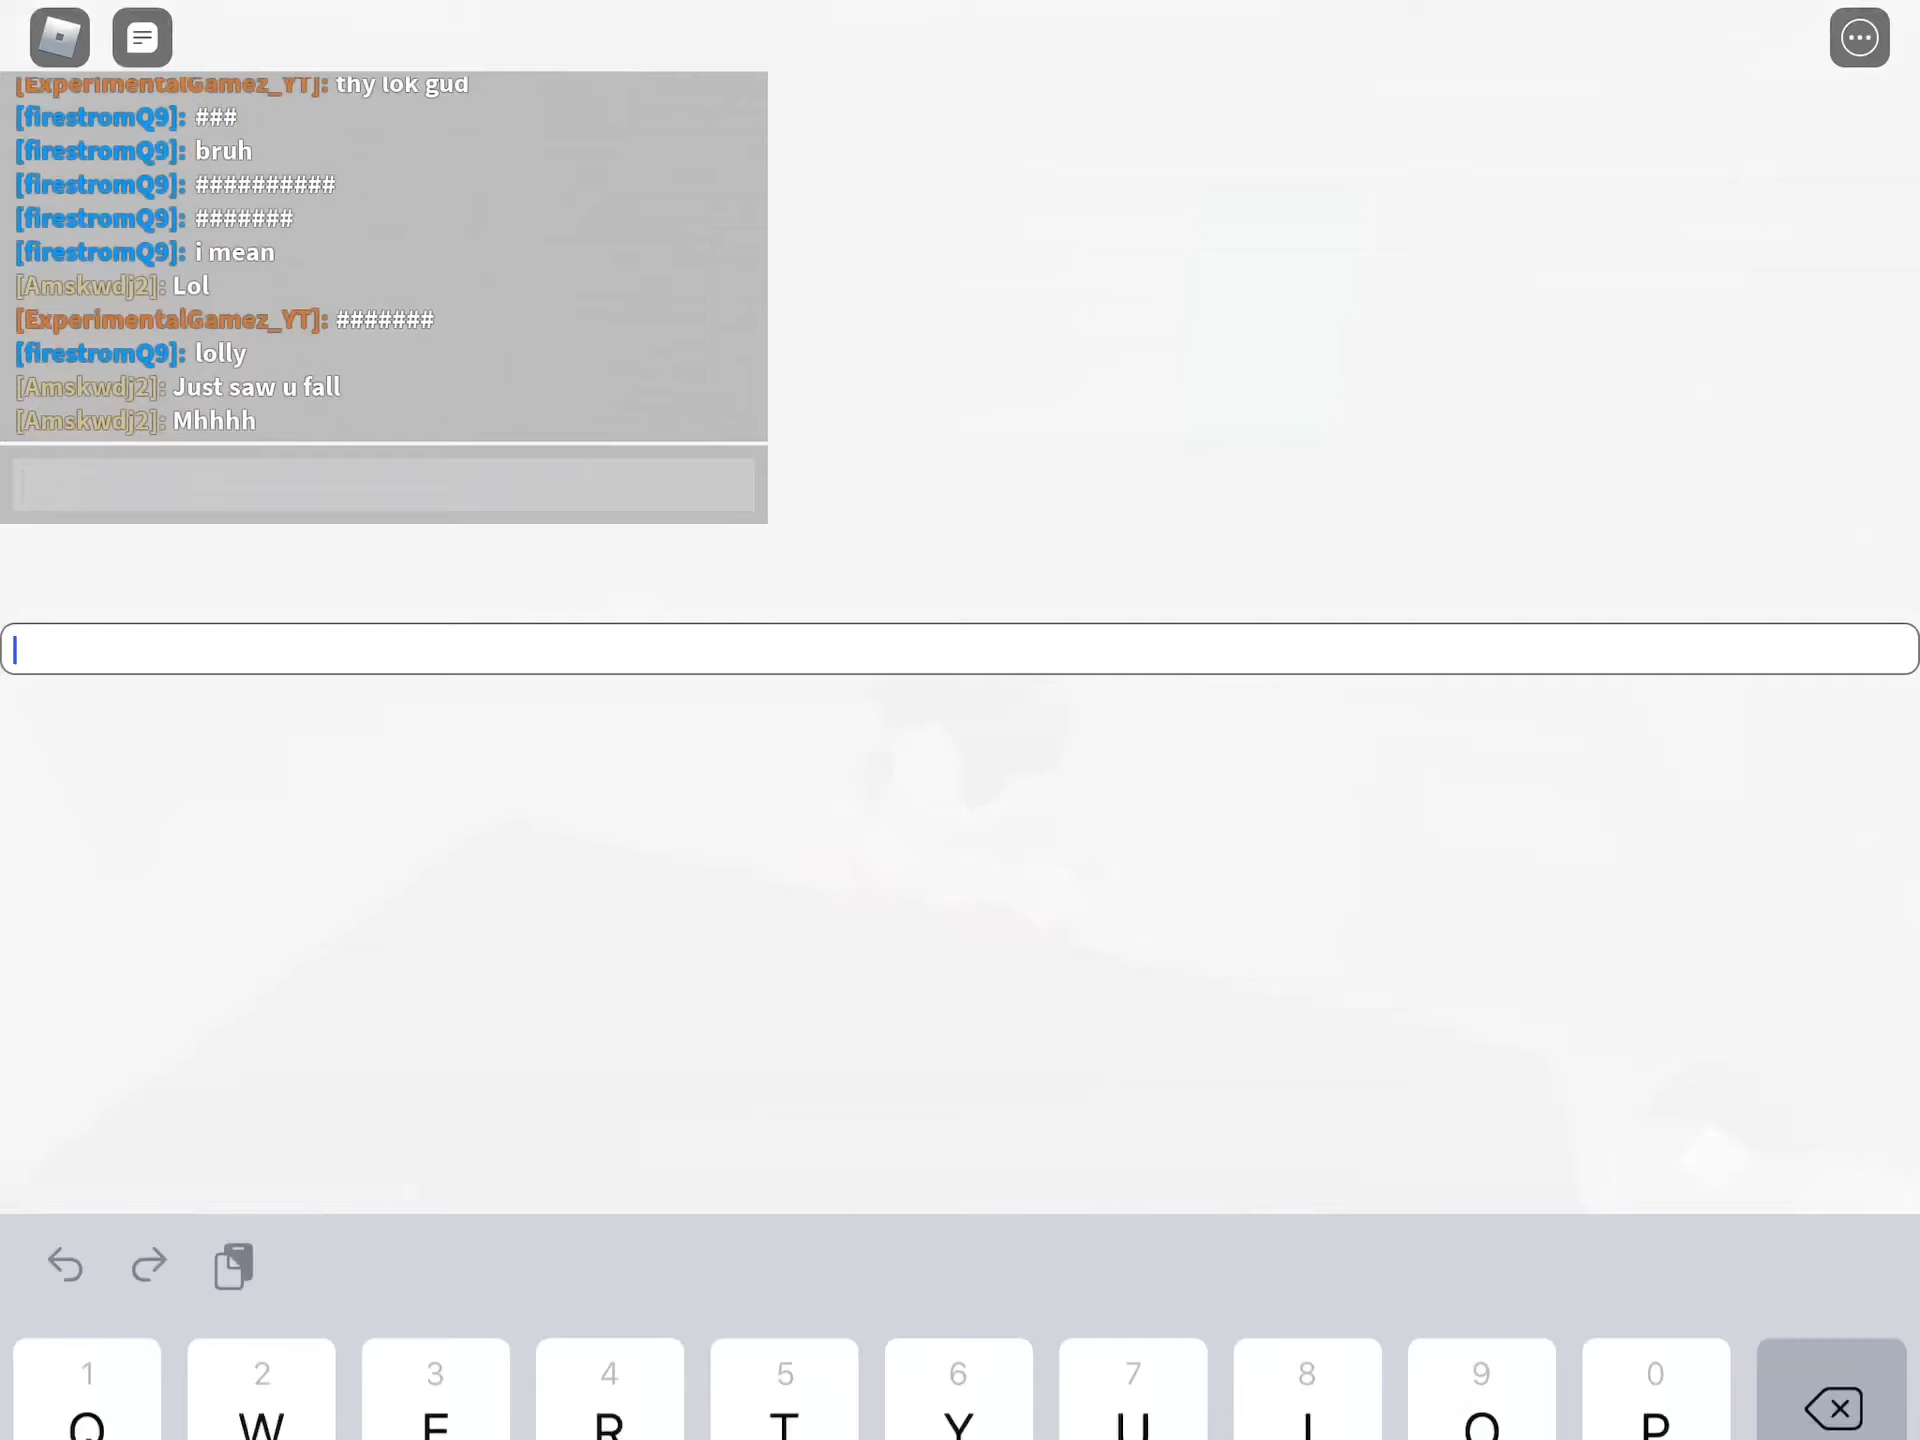 [ExperimentalGamez_YT]: thy lok gud
[firestromQ9]: ###
[firestromQ9]: bruh
[firestromQ9]: ##########
[firestromQ9]: #######
[firestromQ9]: i mean
[Amskwdj2]: Lol
[ExperimentalGamez_YT]: #######
[firestromQ9]: lolly
[Amskwdj2]: Just saw u fall
[Amskwdj2]: Mhhhh
1 2 3 4 5 6 7 8 9 0
Q W E R T Y U I O P